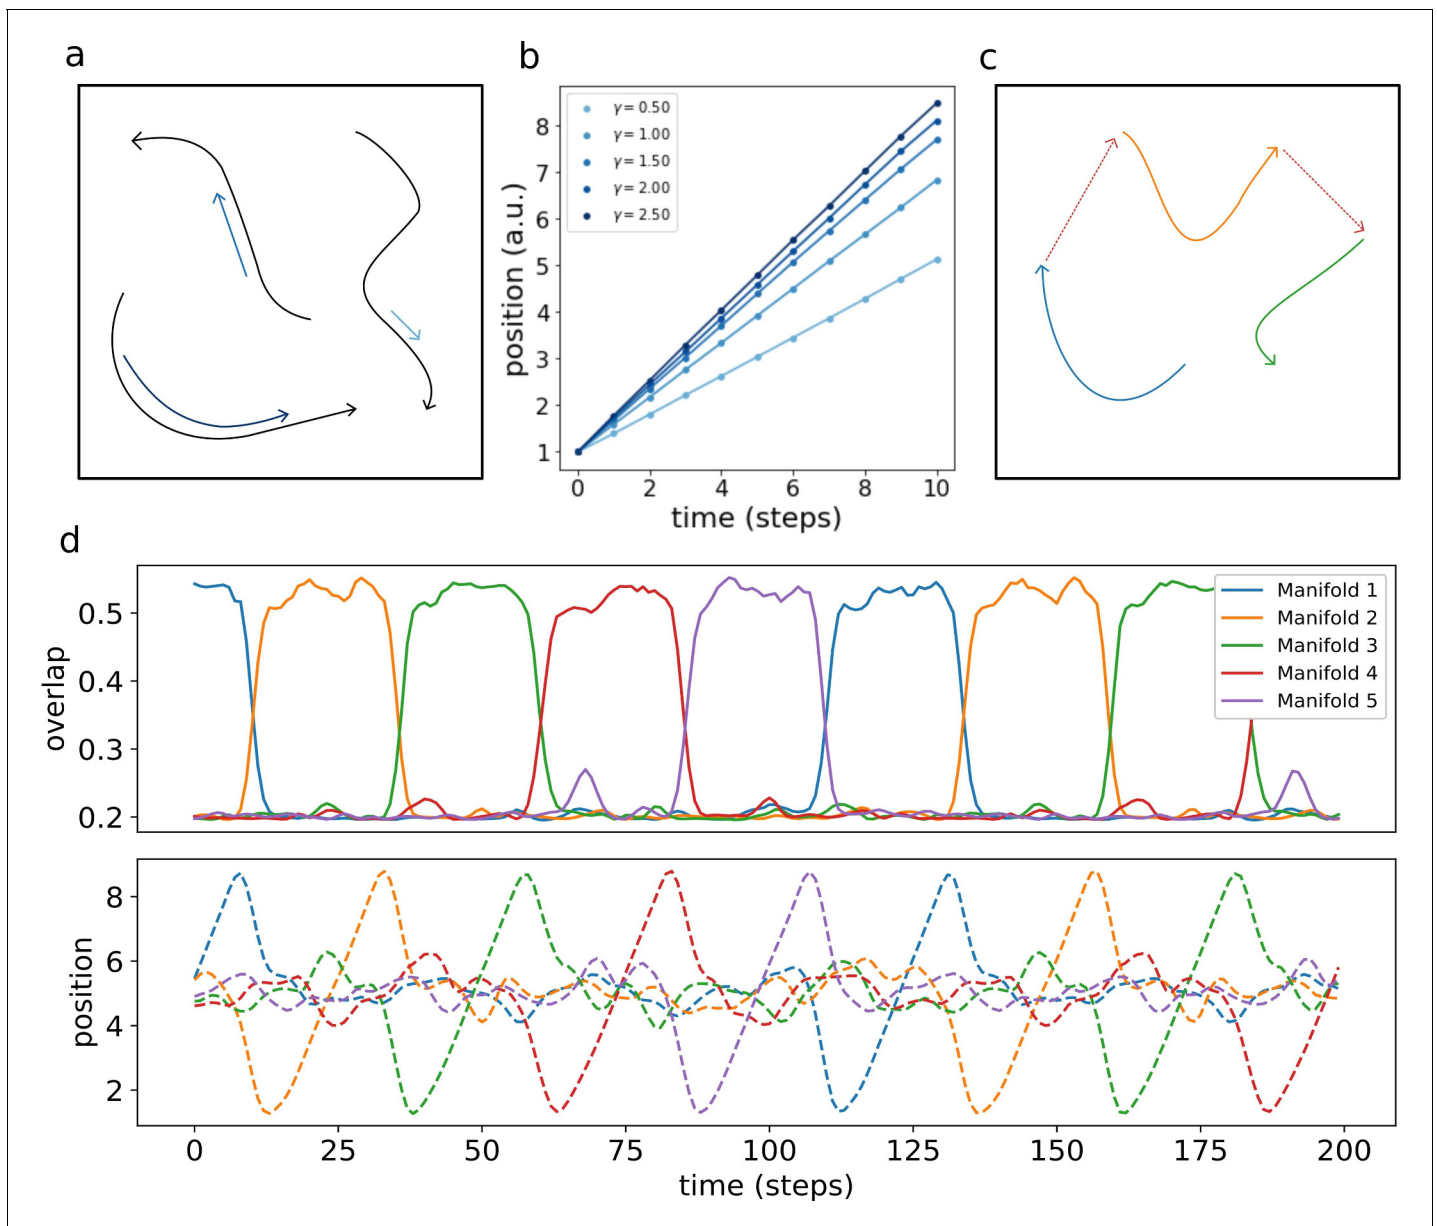 a
b
c
γ = 0.50
γ = 1.00
γ = 1.50
γ = 2.00
γ = 2.50
8
7
6
5
4
3
2
1
position (a.u.)
0 2 4 6 8 10
time (steps)
d
0.5
0.4
0.3
0.2
overlap
Manifold 1
Manifold 2
Manifold 3
Manifold 4
Manifold 5
8
6
4
2
position
0 25 50 75 100 125 150 175 200
time (steps)